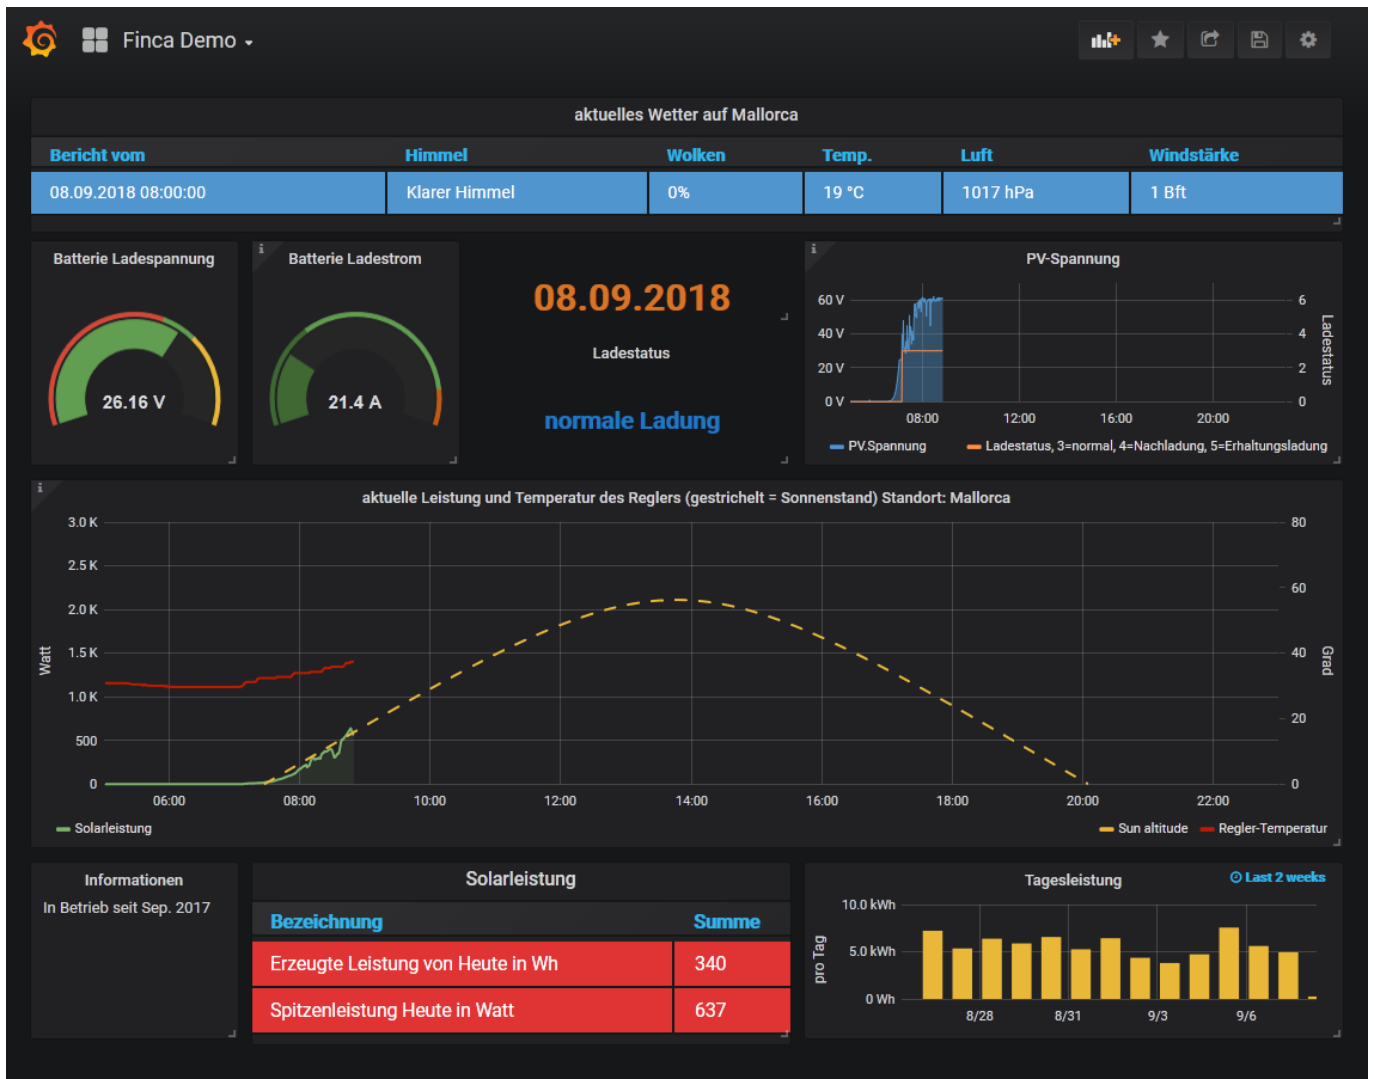 Finca Demo
aktuelles Wetter auf Mallorca
Bericht vom Himmel Wolken Temp. Luft Windstärke
08.09.2018 08:00:00 Klarer Himmel 0% 19 °C 1017 hPa 1 Bft
Batterie Ladespannung
26.16 V
Batterie Ladestrom
21.4 A
08.09.2018
Ladestatus
normale Ladung
PV-Spannung
60 V
40 V
20 V
0 V
6
4
2
0
Ladestatus
08:00 12:00 16:00 20:00
PV.Spannung Ladestatus, 3=normal, 4=Nachladung, 5=Erhaltungsladung
aktuelle Leistung und Temperatur des Reglers (gestrichelt = Sonnenstand) Standort: Mallorca
3.0 K
2.5 K
2.0 K
1.5 K
1.0 K
500
0
Watt
80
60
40
20
0
Grad
06:00 08:00 10:00 12:00 14:00 16:00 18:00 20:00 22:00
Solarleistung Sun altitude Regler-Temperatur
Informationen
In Betrieb seit Sep. 2017
Solarleistung
Bezeichnung Summe
Erzeugte Leistung von Heute in Wh 340
Spitzenleistung Heute in Watt 637
Tagesleistung Last 2 weeks
10.0 kWh
5.0 kWh
0 Wh
pro Tag
8/28 8/31 9/3 9/6